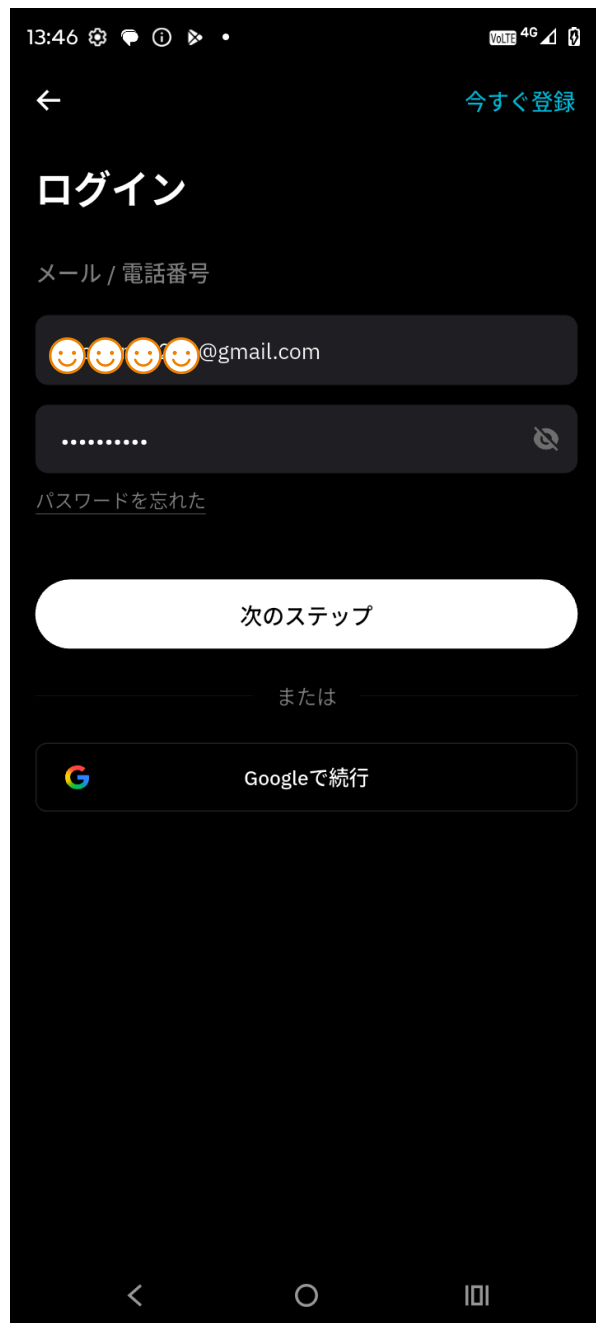 13:46
VoLTE 4G
今すぐ登録
ログイン
メール / 電話番号
@gmail.com
••••••••••
パスワードを忘れた
次のステップ
または
Googleで続行